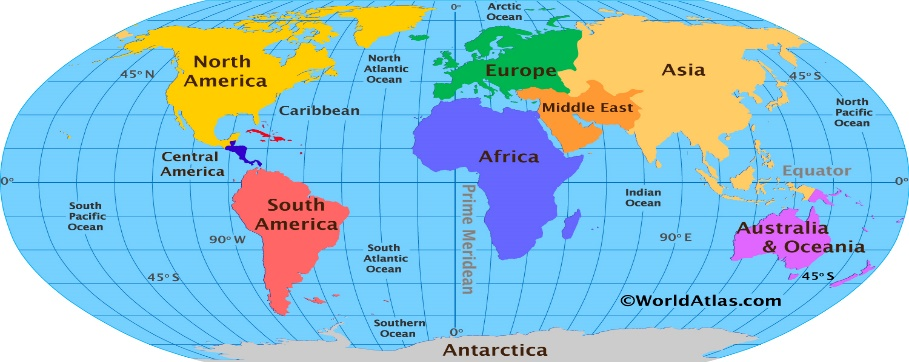 Arctic
Ocean
0°
North
America
45° N
North
Atlantic
Ocean
Europe
Asia
45° S
Middle East
Caribbean
North
Pacific
Ocean
Central
America
Africa
Equator
0°
0°
South
Pacific
Ocean
South
America
Prime Meridean
Indian
Ocean
90° W
90° E
Australia
& Oceania
South
Atlantic
Ocean
45° S
45° S
©WorldAtlas.com
Southern
Ocean
0°
Antarctica